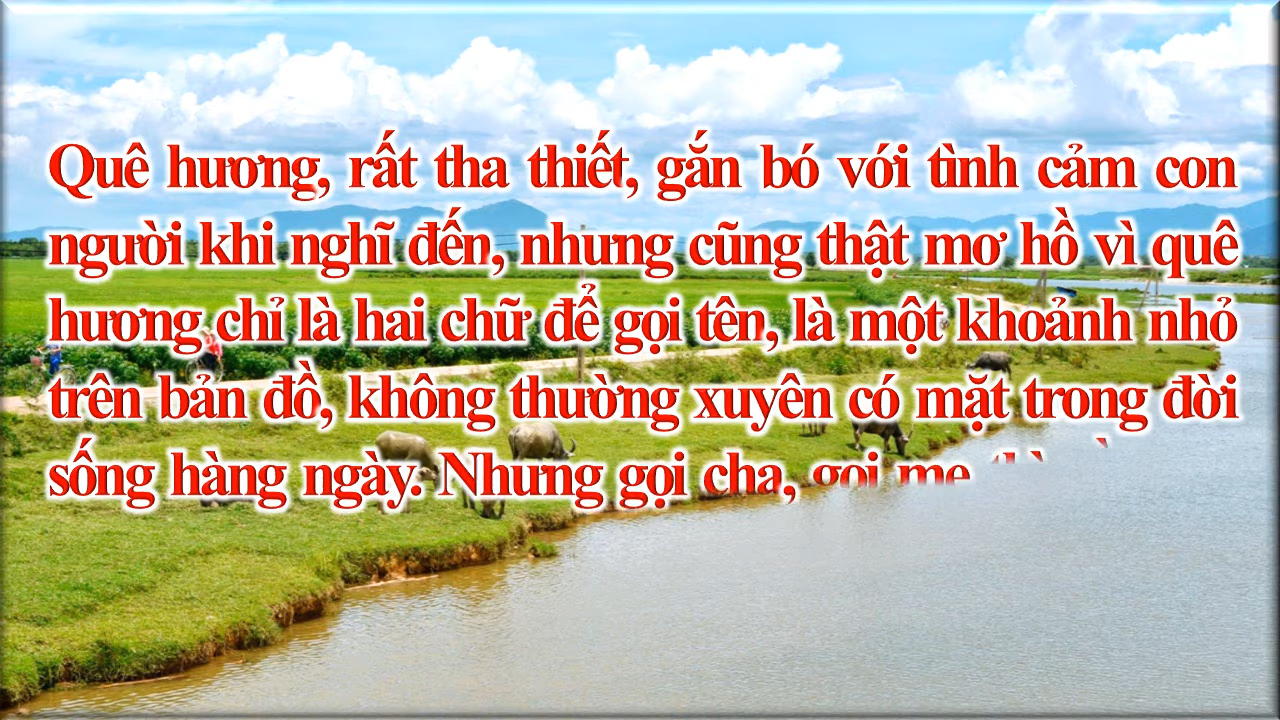 Quê hương, rất tha thiết, gắn bó với tình cảm con
người khi nghĩ đến, nhưng cũng thật mơ hồ vì quê
hương chỉ là hai chữ để gọi tên, là một khoảnh nhỏ
trên bản đồ, không thường xuyên có mặt trong đời
sống hàng ngày. Nhưng gọi cha, gọi mẹ